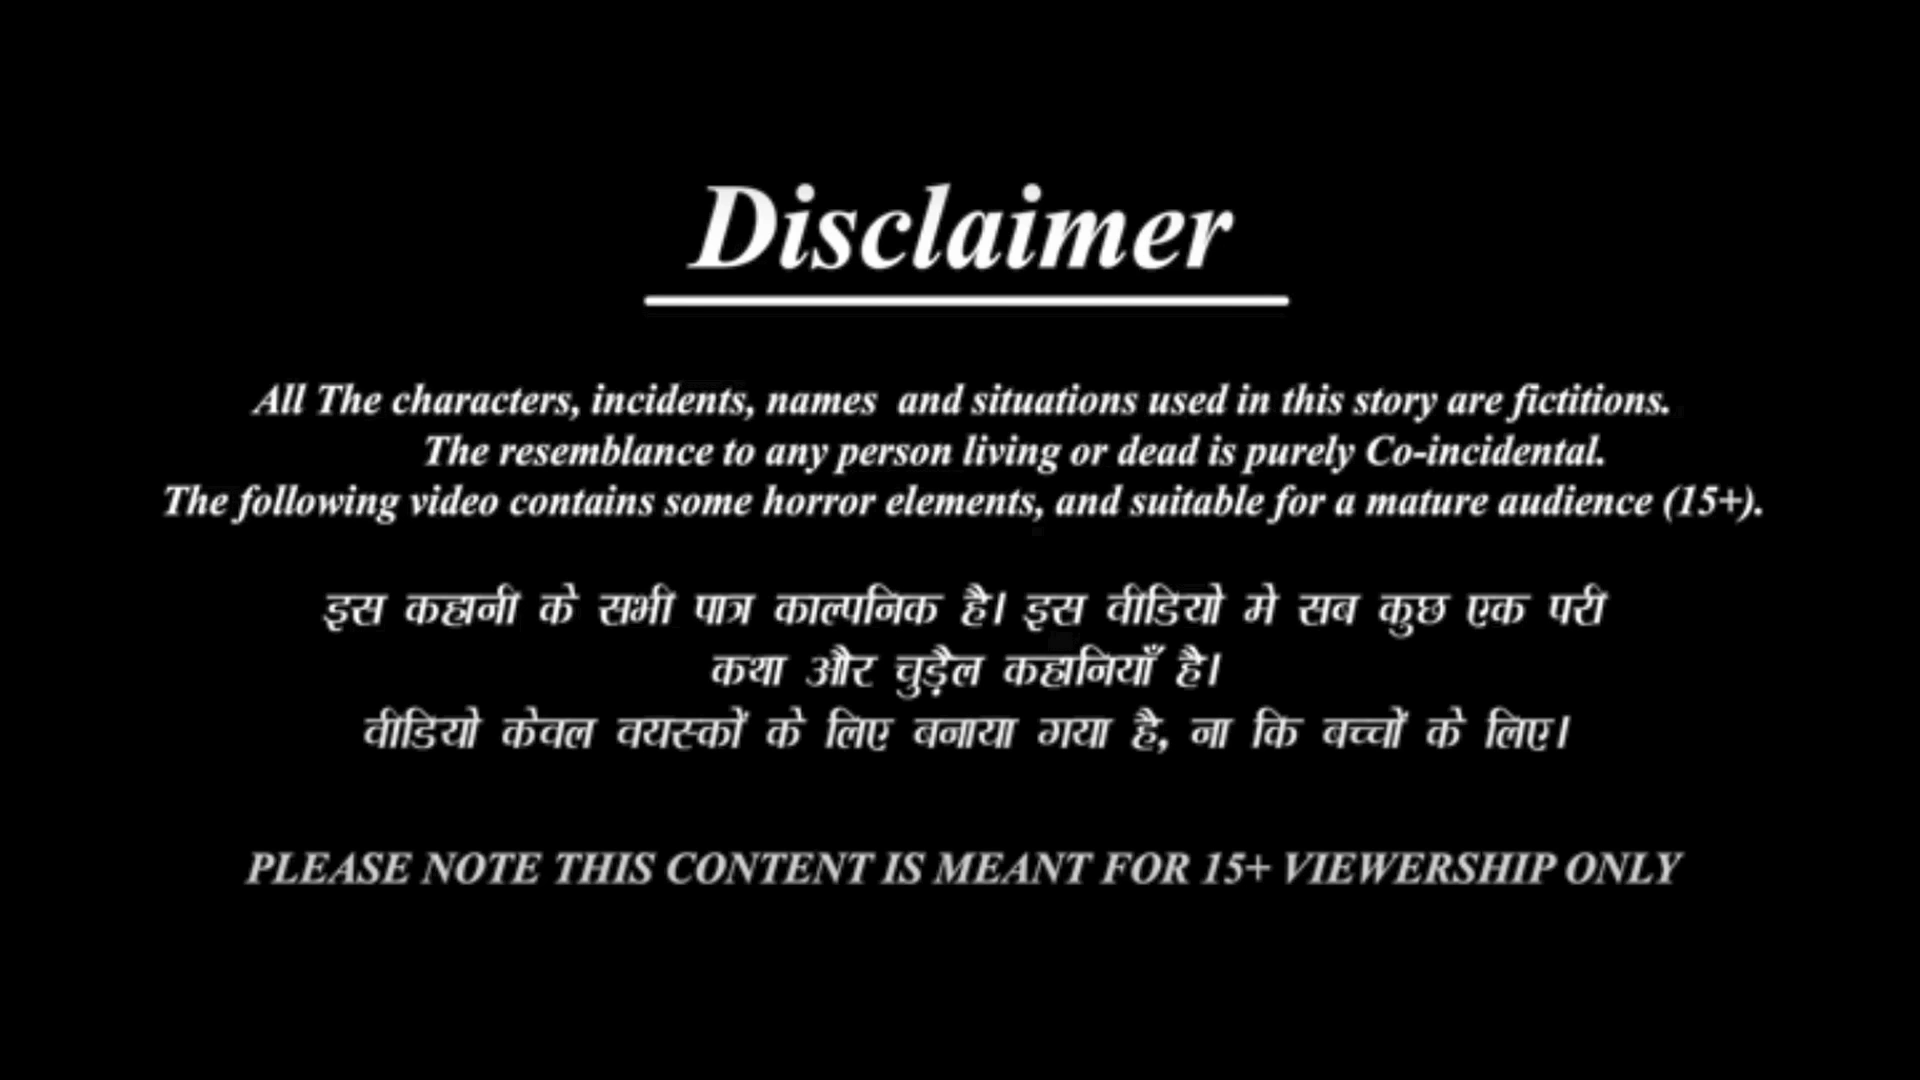 Disclaimer
All The characters, incidents, names and situations used in this story are fictitions.
The resemblance to any person living or dead is purely Co-incidental.
The following video contains some horror elements, and suitable for a mature audience (15+).
इस कहानी के सभी पात्र काल्पनिक है। इस वीडियो मे सब कुछ एक परी
कथा और चुड़ैल कहानियाँ है।
वीडियो केवल वयस्कों के लिए बनाया गया है, ना कि बच्चों के लिए।
PLEASE NOTE THIS CONTENT IS MEANT FOR 15+ VIEWERSHIP ONLY